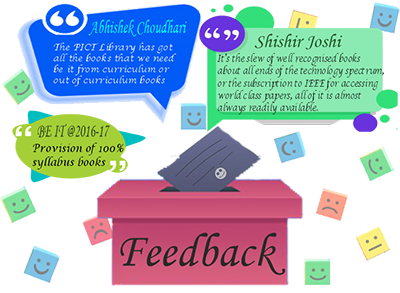 Abhishek Choudhari
The PICT Library has got
all the books that we need
be it from curriculum or
out of curriculum books
Shishir Joshi
It's the slew of well recognised books
about all ends of the technology spectrum,
or the subscription to IEEE for accessing
world class papers, all of it is almost
always readily available.
BE IT @2016-17
Provision of 100%
syllabus books
Feedback